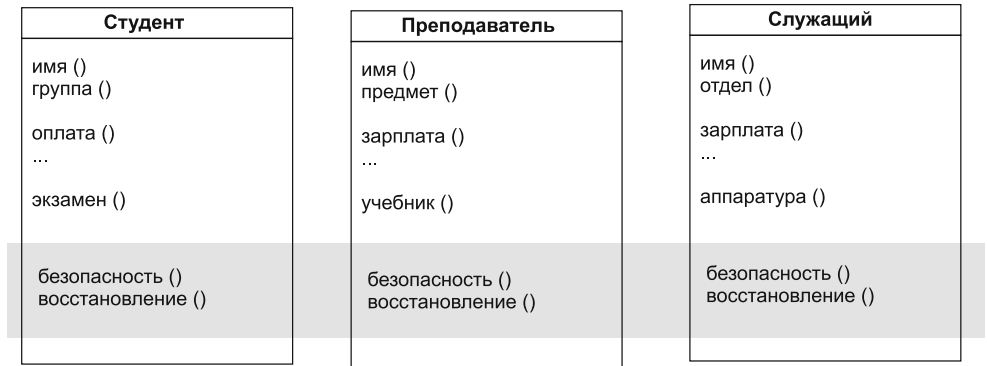 Студент
имя ()
группа ()
оплата ()
...
экзамен ()
безопасность ()
восстановление ()
Преподаватель
имя ()
предмет ()
зарплата ()
...
учебник ()
безопасность ()
восстановление ()
Служащий
имя ()
отдел ()
зарплата ()
...
аппаратура ()
безопасность ()
восстановление ()